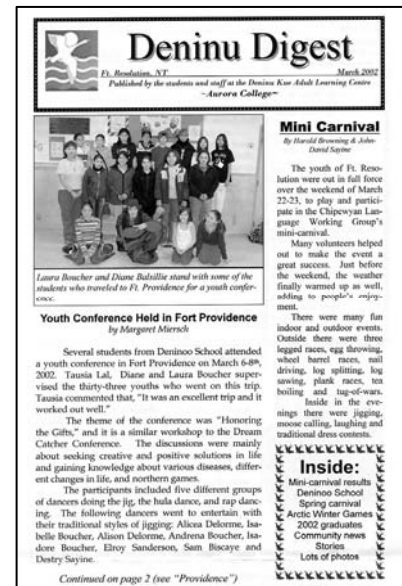 Deninu Digest
Ft. Resolution, NT
March 2002
Published by the students and staff at the Deninu Kue Adult Learning Centre
~Aurora College~
Laura Boucher and Diane Balsillie stand with some of the
students who traveled to Ft. Providence for a youth confer-
ence.
Youth Conference Held in Fort Providence
by Margaret Miersch
Several students from Deninoo School attended
a youth conference in Fort Providence on March 6-8th,
2002. Tausia Lal, Diane and Laura Boucher super-
vised the thirty-three youths who went on this trip.
Tausia commented that, "It was an excellent trip and it
worked out well."
The theme of the conference was "Honoring
the Gifts," and it is a similar workshop to the Dream
Catcher Conference. The discussions were mainly
about seeking creative and positive solutions in life
and gaining knowledge about various diseases, differ-
ent changes in life, and northern games.
The participants included five different groups
of dancers doing the jig, the hula dance, and rap danc-
ing. The following dancers went to entertain with
their traditional styles of jigging: Alicea Delorme, Isa-
belle Boucher, Alison Delorme, Andrena Boucher, Isa-
dore Boucher, Elroy Sanderson, Sam Biscaye and
Destry Sayine.
Continued on page 2 (see "Providence")
Mini Carnival
By Harold Browning & John-
David Sayine
The youth of Ft. Reso-
lution were out in full force
over the weekend of March
22-23, to play and partici-
pate in the Chipewyan Lan-
guage Working Group's
mini-carnival.
Many volunteers helped
out to make the event a
great success. Just before
the weekend, the weather
finally warmed up as well,
adding to people's enjoy-
ment.
There were many fun
indoor and outdoor events.
Outside there were three
legged races, egg throwing,
wheel barrel races, nail
driving, log splitting, log
sawing, plank races, tea
boiling and tug-of-wars.
Inside in the eve-
nings there were jigging,
moose calling, laughing and
traditional dress contests.
Inside:
Mini-carnival results
Deninoo School
Spring carnival
Arctic Winter Games
2002 graduates
Community news
Stories
Lots of photos